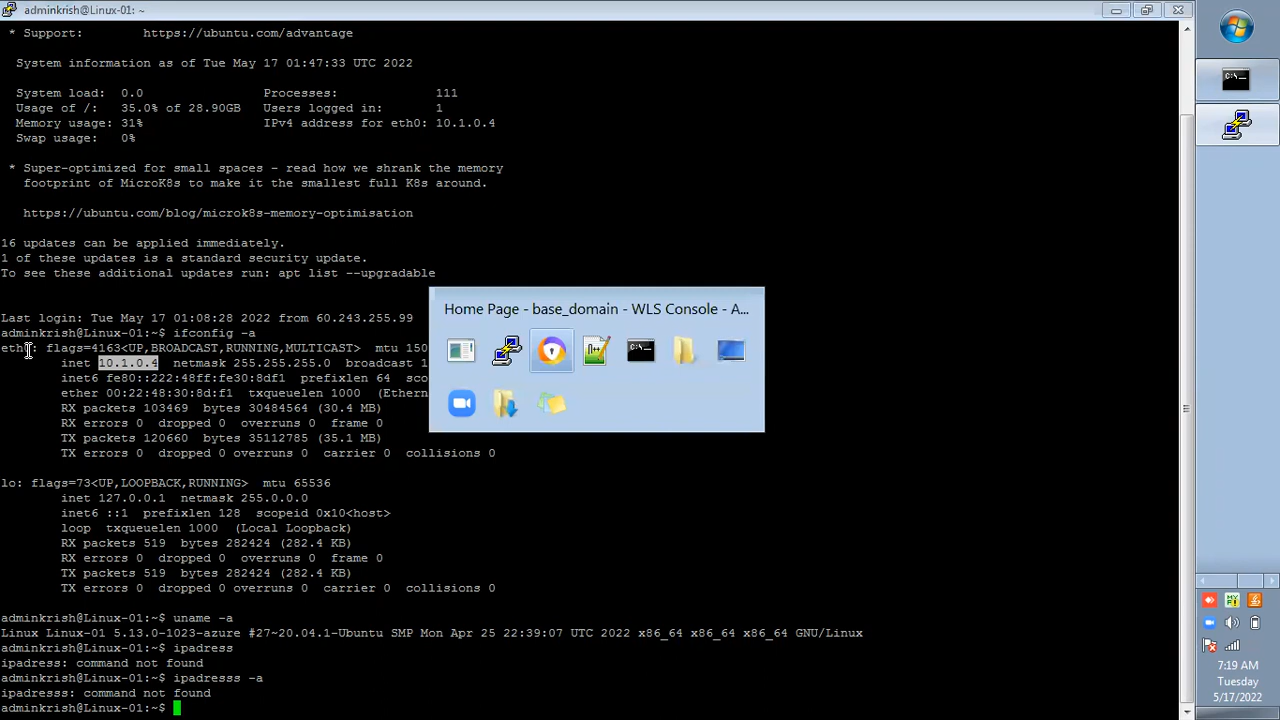 adminkrish@Linux-01: ~
* Support:        https://ubuntu.com/advantage
System information as of Tue May 17 01:47:33 UTC 2022
System load:  0.0               Processes:             111
Usage of /:   35.0% of 28.90GB   Users logged in:       1
Memory usage: 31%               IPv4 address for eth0: 10.1.0.4
Swap usage:   0%
* Super-optimized for small spaces - read how we shrank the memory
footprint of MicroK8s to make it the smallest full K8s around.
https://ubuntu.com/blog/microk8s-memory-optimisation
16 updates can be applied immediately.
1 of these updates is a standard security update.
To see these additional updates run: apt list --upgradable
Last login: Tue May 17 01:08:28 2022 from 60.243.255.99
adminkrish@Linux-01:~$ ifconfig -a
eth0: flags=4163<UP,BROADCAST,RUNNING,MULTICAST>  mtu 150
inet 10.1.0.4  netmask 255.255.255.0  broadcast 1
inet6 fe80::222:48ff:fe30:8df1  prefixlen 64  sco
ether 00:22:48:30:8d:f1  txqueuelen 1000  (Ethern
RX packets 103469  bytes 30484564 (30.4 MB)
RX errors 0  dropped 0  overruns 0  frame 0
TX packets 120660  bytes 35112785 (35.1 MB)
TX errors 0  dropped 0 overruns 0  carrier 0  collisions 0
lo: flags=73<UP,LOOPBACK,RUNNING>  mtu 65536
inet 127.0.0.1  netmask 255.0.0.0
inet6 ::1  prefixlen 128  scopeid 0x10<host>
loop  txqueuelen 1000  (Local Loopback)
RX packets 519  bytes 282424 (282.4 KB)
RX errors 0  dropped 0  overruns 0  frame 0
TX packets 519  bytes 282424 (282.4 KB)
TX errors 0  dropped 0 overruns 0  carrier 0  collisions 0
adminkrish@Linux-01:~$ uname -a
Linux Linux-01 5.13.0-1023-azure #27~20.04.1-Ubuntu SMP Mon Apr 25 22:39:07 UTC 2022 x86_64 x86_64 x86_64 GNU/Linux
adminkrish@Linux-01:~$ ipadress
ipadress: command not found
adminkrish@Linux-01:~$ ipadresss -a
ipadresss: command not found
adminkrish@Linux-01:~$
Home Page - base_domain - WLS Console - A...
7:19 AM
Tuesday
5/17/2022